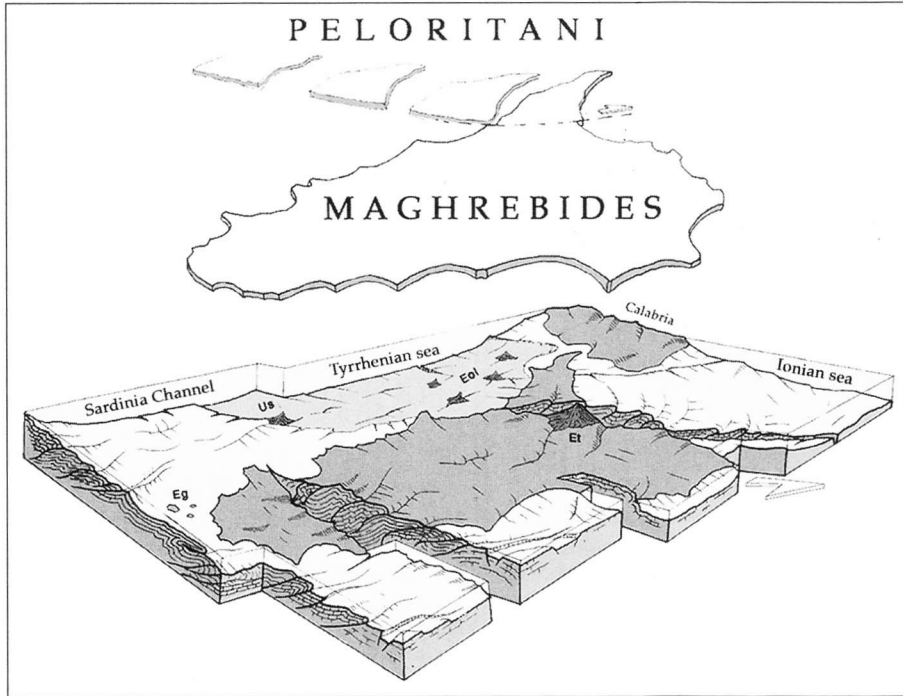 PELORITANI
MAGHREBIDES
Calabria
Tyrrhenian sea
Ionian sea
Eol
Sardinia Channel
Us
Et
Eg